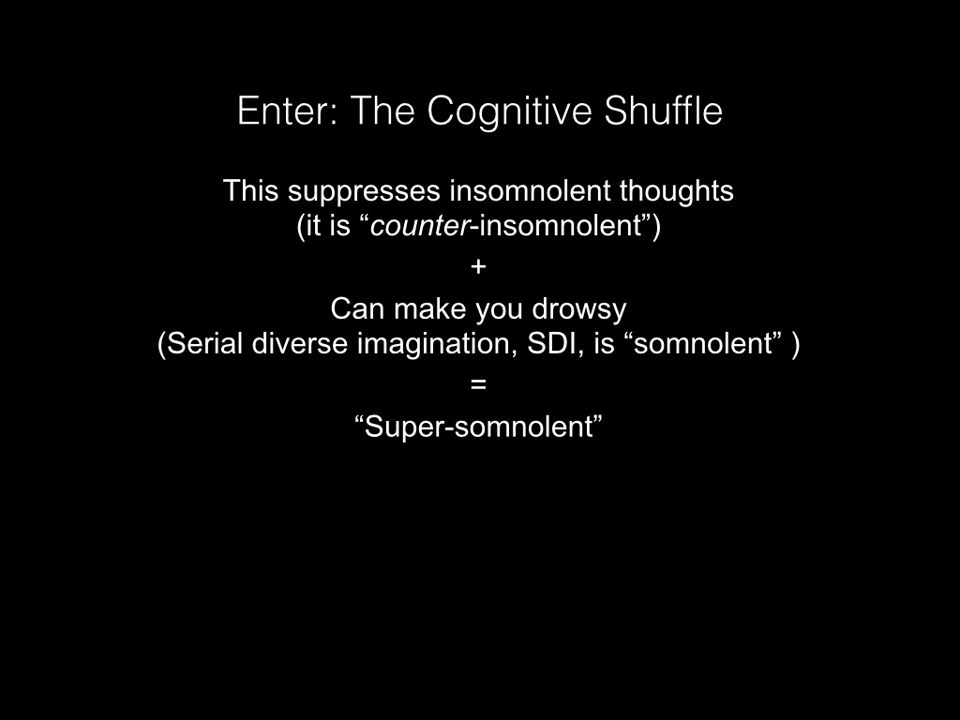 Enter: The Cognitive Shuffle
This suppresses insomnolent thoughts
(it is “counter-insomnolent”)
+
Can make you drowsy
(Serial diverse imagination, SDI, is “somnolent” )
=
“Super-somnolent”